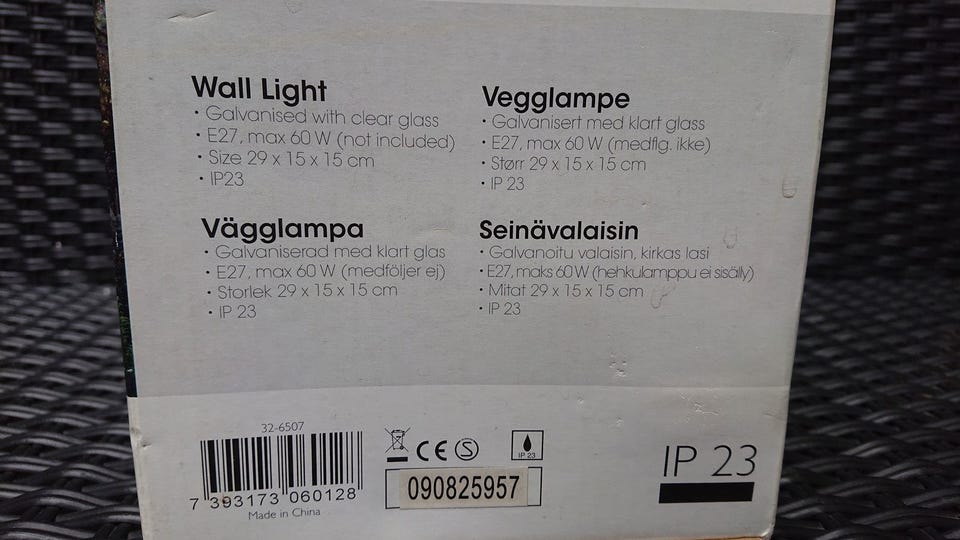 Wall Light
• Galvanised with clear glass
• E27, max 60 W (not included)
• Size 29 x 15 x 15 cm
• IP23
Vegglampe
• Galvanisert med klart glass
• E27, max 60 W (medflg. ikke)
• Størr 29 x 15 x 15 cm
• IP 23
Vägglampa
• Galvaniserad med klart glas
• E27, max 60 W (medföljer ej)
• Storlek 29 x 15 x 15 cm
• IP 23
Seinävalaisin
• Galvanoitu valaisin, kirkas lasi
• E27, maks 60 W (hehkulamppu ei sisälly)
• Mitat 29 x 15 x 15 cm
• IP 23
32-6507
7 393173 060128
Made in China
CE S
IP 23
090825957
IP 23